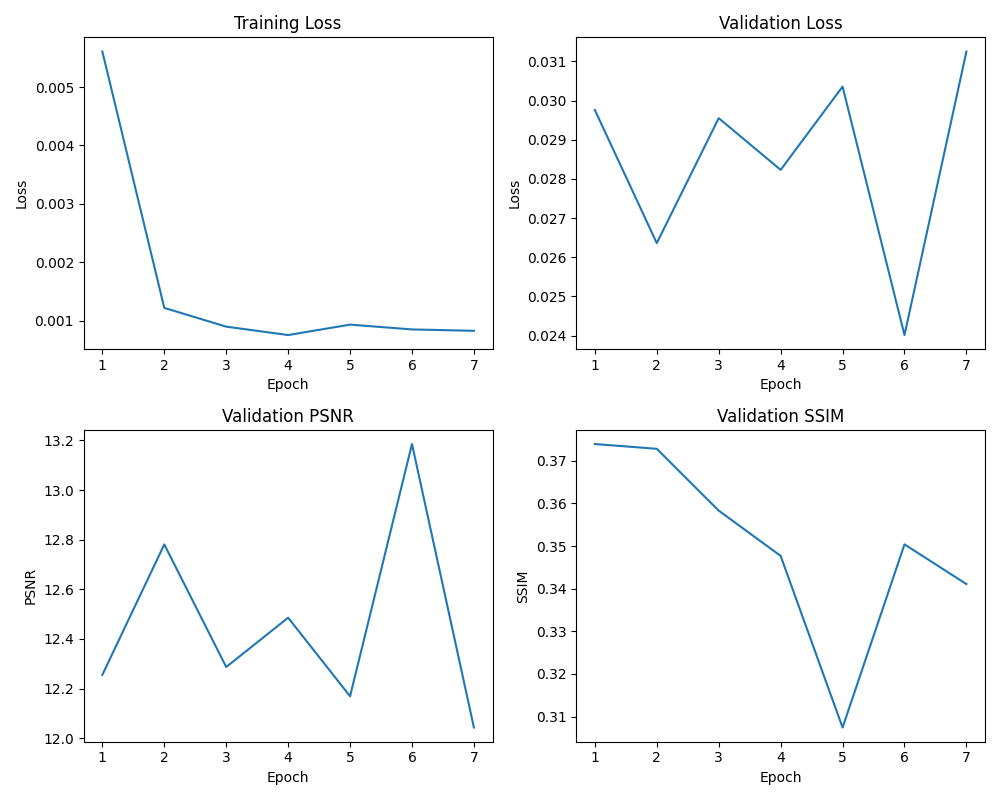 Training Loss
Loss
0.005
0.004
0.003
0.002
0.001
1 2 3 4 5 6 7
Epoch
Validation Loss
Loss
0.031
0.030
0.029
0.028
0.027
0.026
0.025
0.024
1 2 3 4 5 6 7
Epoch
Validation PSNR
PSNR
13.2
13.0
12.8
12.6
12.4
12.2
12.0
1 2 3 4 5 6 7
Epoch
Validation SSIM
SSIM
0.37
0.36
0.35
0.34
0.33
0.32
0.31
1 2 3 4 5 6 7
Epoch